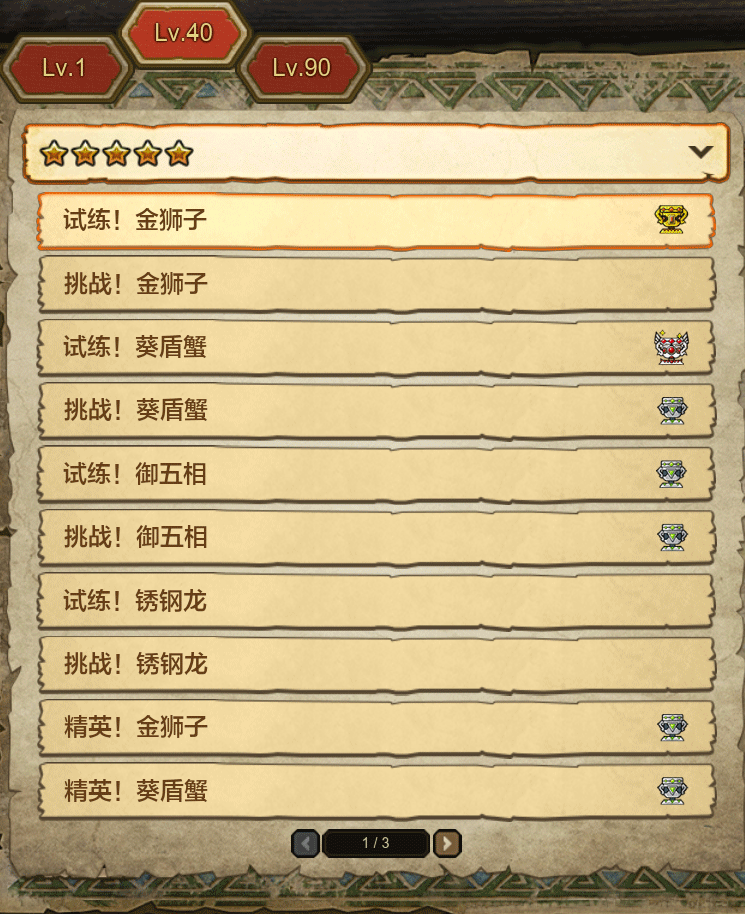 Lv.40
Lv.1
Lv.90
试练！金狮子
挑战！金狮子
试练！葵盾蟹
挑战！葵盾蟹
试练！御五相
挑战！御五相
试练！锈钢龙
挑战！锈钢龙
精英！金狮子
精英！葵盾蟹
1 / 3